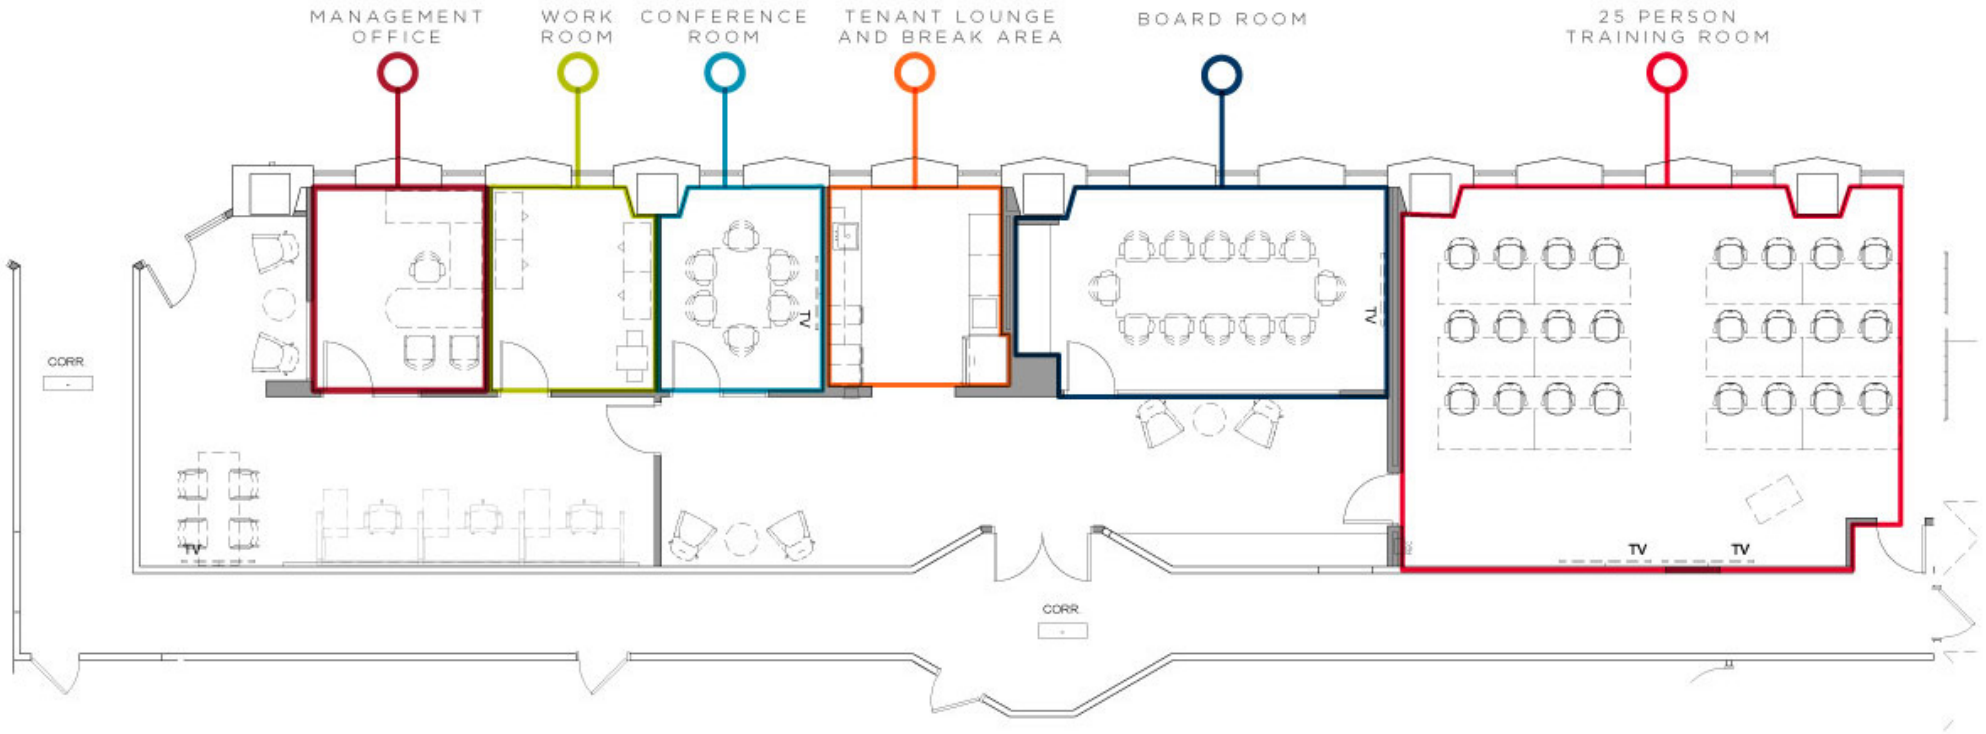 MANAGEMENT
OFFICE
WORK
ROOM
CONFERENCE
ROOM
TENANT LOUNGE
AND BREAK AREA
BOARD ROOM
25 PERSON
TRAINING ROOM
TV
TV
CORR.
TV
TV
TV
CORR.